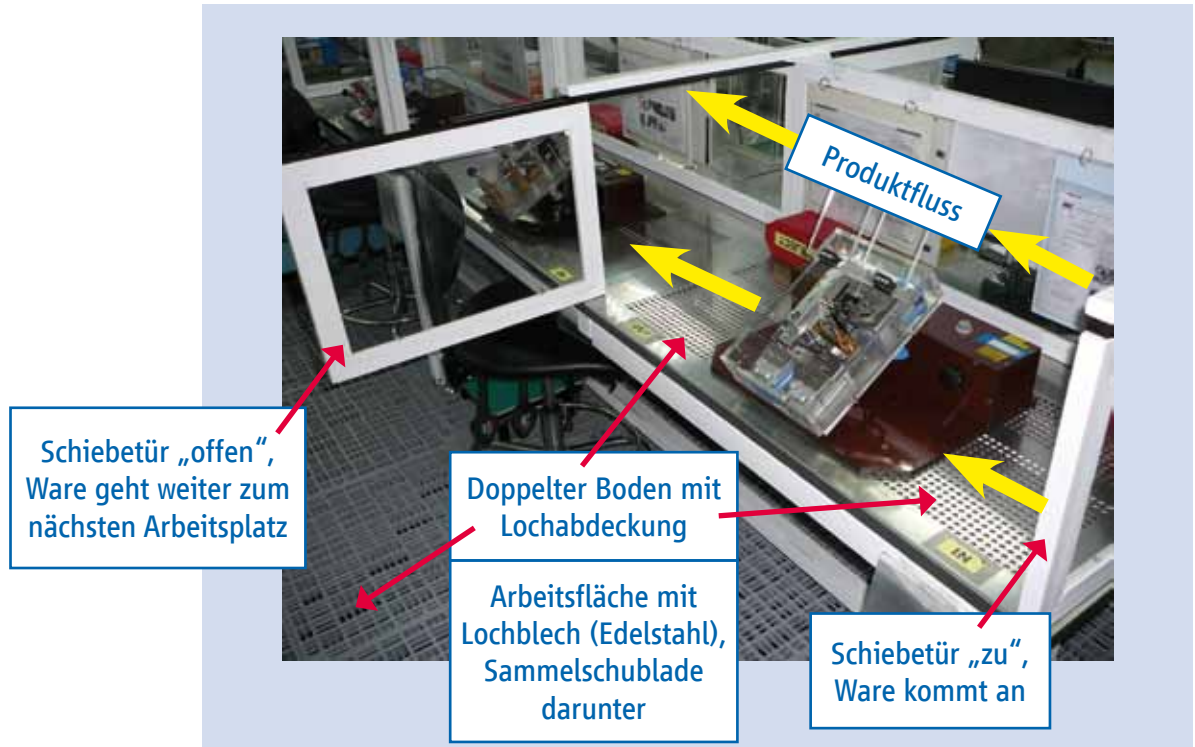 Produktfluss
Schiebetür „offen“,
Ware geht weiter zum
nächsten Arbeitsplatz
Doppelter Boden mit
Lochabdeckung
Arbeitsfläche mit
Lochblech (Edelstahl),
Sammelschublade
darunter
Schiebetür „zu“,
Ware kommt an